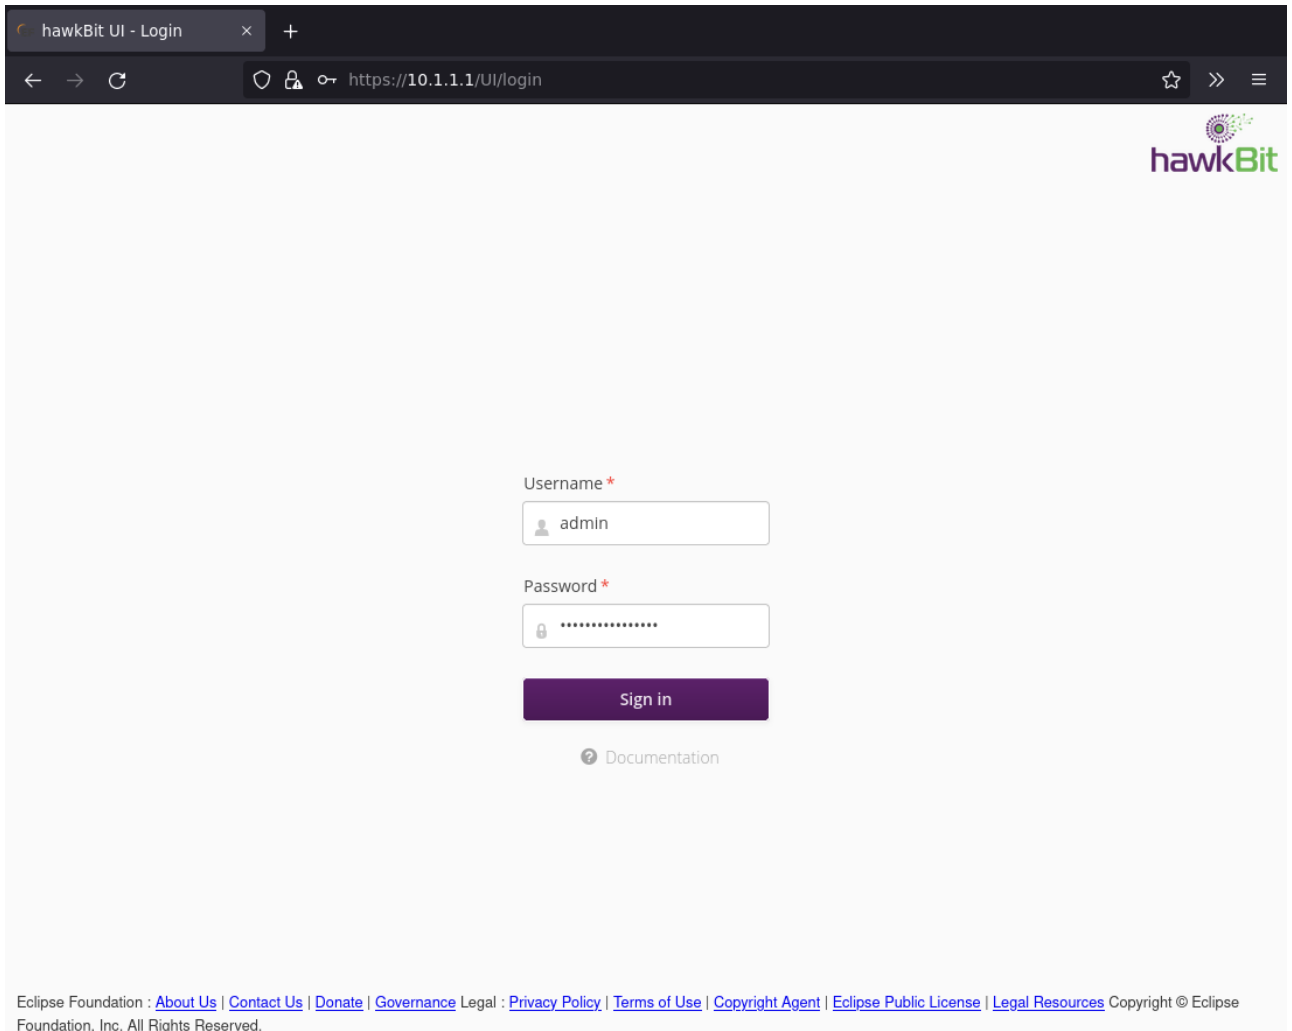 hawkBit UI - Login
https://10.1.1.1/UI/login
hawkBit
Username *
admin
Password *
••••••••••••••••
Sign in
Documentation
Eclipse Foundation : About Us | Contact Us | Donate | Governance Legal : Privacy Policy | Terms of Use | Copyright Agent | Eclipse Public License | Legal Resources Copyright © Eclipse
Foundation, Inc. All Rights Reserved.